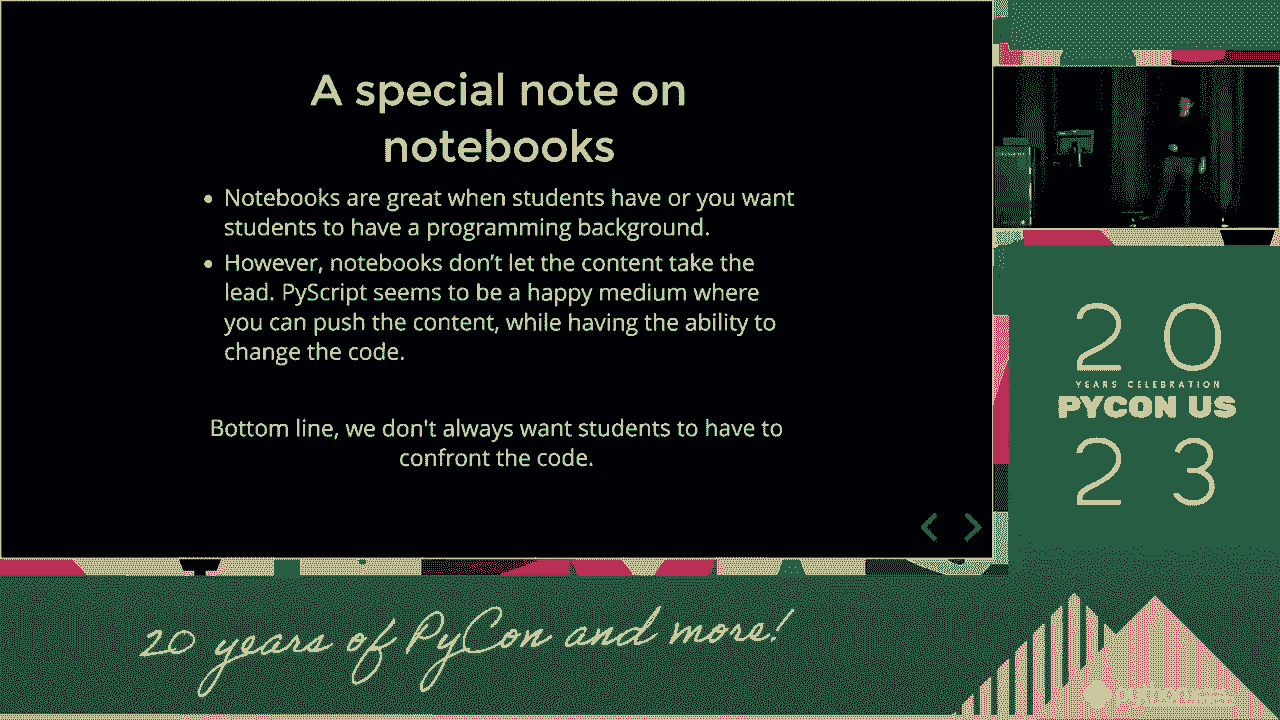 A special note on
notebooks
• Notebooks are great when students have or you want
students to have a programming background.
• However, notebooks don’t let the content take the
lead. PyScript seems to be a happy medium where
you can push the content, while having the ability to
change the code.
Bottom line, we don't always want students to have to
confront the code.
20
YEARS CELEBRATION
PYCON US
23
20 years of PyCon and more!